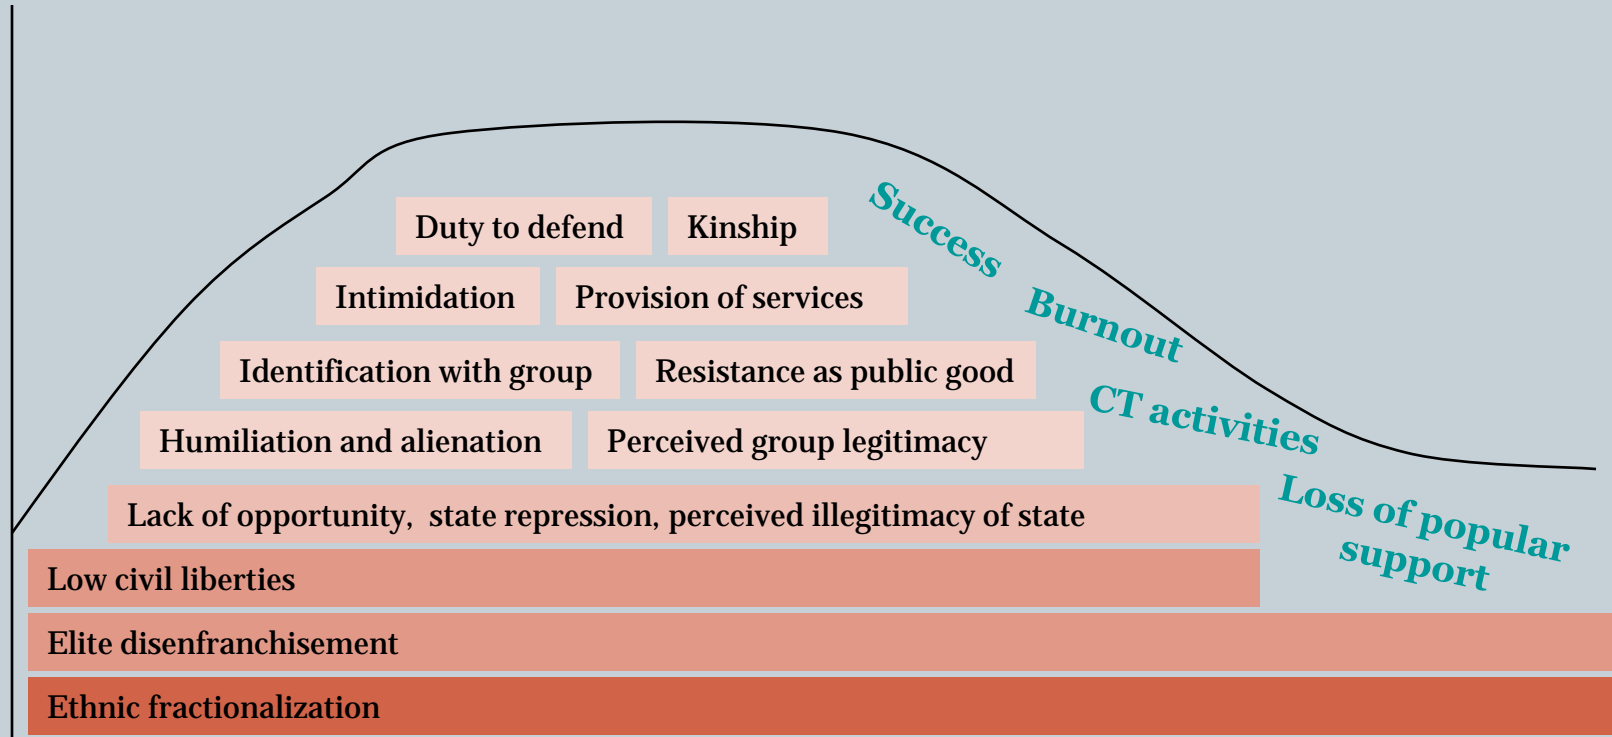 Duty to defend
Kinship
Success
Intimidation
Provision of services
Burnout
Identification with group
Resistance as public good
CT activities
Humiliation and alienation
Perceived group legitimacy
Lack of opportunity,  state repression, perceived illegitimacy of state
Loss of popular
support
Low civil liberties
Elite disenfranchisement
Ethnic fractionalization